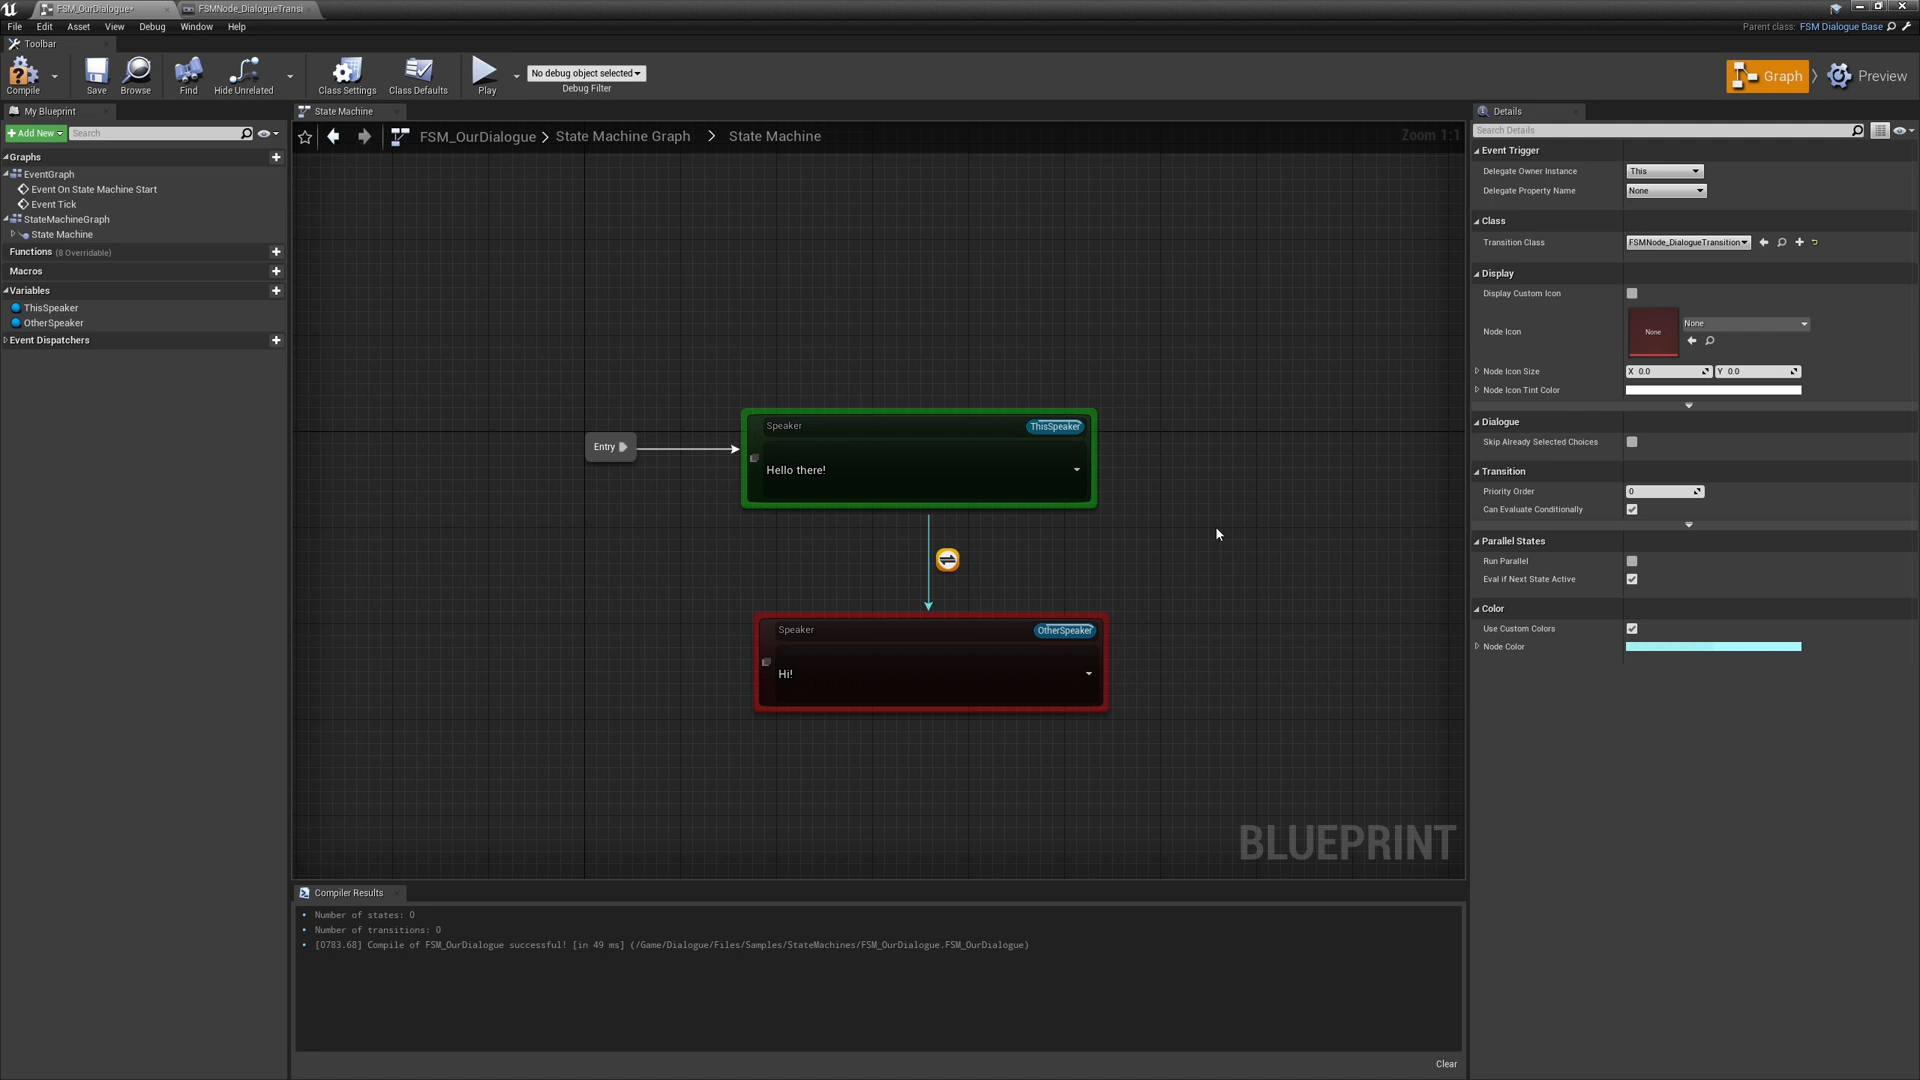 FSM_OurDialogue*
FSMNode_DialogueTransi
File Edit Asset View Debug Window Help
Parent class: FSM Dialogue Base
Toolbar
Compile
Save
Browse
Find
Hide Unrelated
Class Settings
Class Defaults
Play
No debug object selected
Debug Filter
Graph
Preview
My Blueprint
Add New
Search
Graphs
EventGraph
Event On State Machine Start
Event Tick
StateMachineGraph
State Machine
Functions (8 Overridable)
Macros
Variables
ThisSpeaker
OtherSpeaker
Event Dispatchers
State Machine
FSM_OurDialogue > State Machine Graph > State Machine
Zoom 1:1
Entry
Speaker
ThisSpeaker
Hello there!
Speaker
OtherSpeaker
Hi!
BLUEPRINT
Compiler Results
Number of states: 0
Number of transitions: 0
[0783.68] Compile of FSM_OurDialogue successful! [in 49 ms] (/Game/Dialogue/Files/Samples/StateMachines/FSM_OurDialogue.FSM_OurDialogue)
Clear
Details
Search Details
Event Trigger
Delegate Owner Instance This
Delegate Property Name None
Class
Transition Class FSMNode_DialogueTransition
Display
Display Custom Icon
Node Icon None None
Node Icon Size X 0.0 Y 0.0
Node Icon Tint Color
Dialogue
Skip Already Selected Choices
Transition
Priority Order 0
Can Evaluate Conditionally
Parallel States
Run Parallel
Eval if Next State Active
Color
Use Custom Colors
Node Color